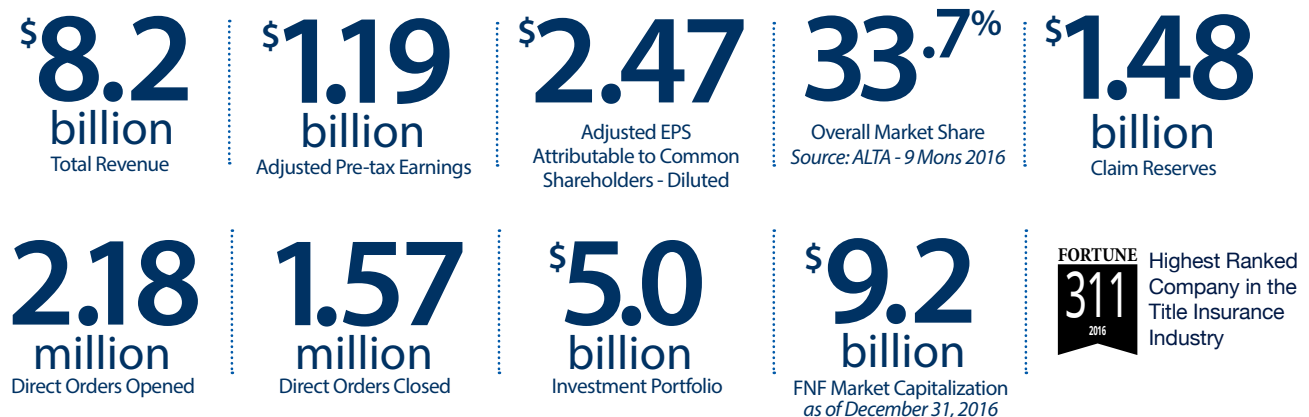 $8.2
billion
Total Revenue
$1.19
billion
Adjusted Pre-tax Earnings
$2.47
Adjusted EPS
Attributable to Common
Shareholders - Diluted
33.7%
Overall Market Share
Source: ALTA - 9 Mons 2016
$1.48
billion
Claim Reserves
2.18
million
Direct Orders Opened
1.57
million
Direct Orders Closed
$5.0
billion
Investment Portfolio
$9.2
billion
FNF Market Capitalization
as of December 31, 2016
FORTUNE
311
2016
Highest Ranked
Company in the
Title Insurance
Industry